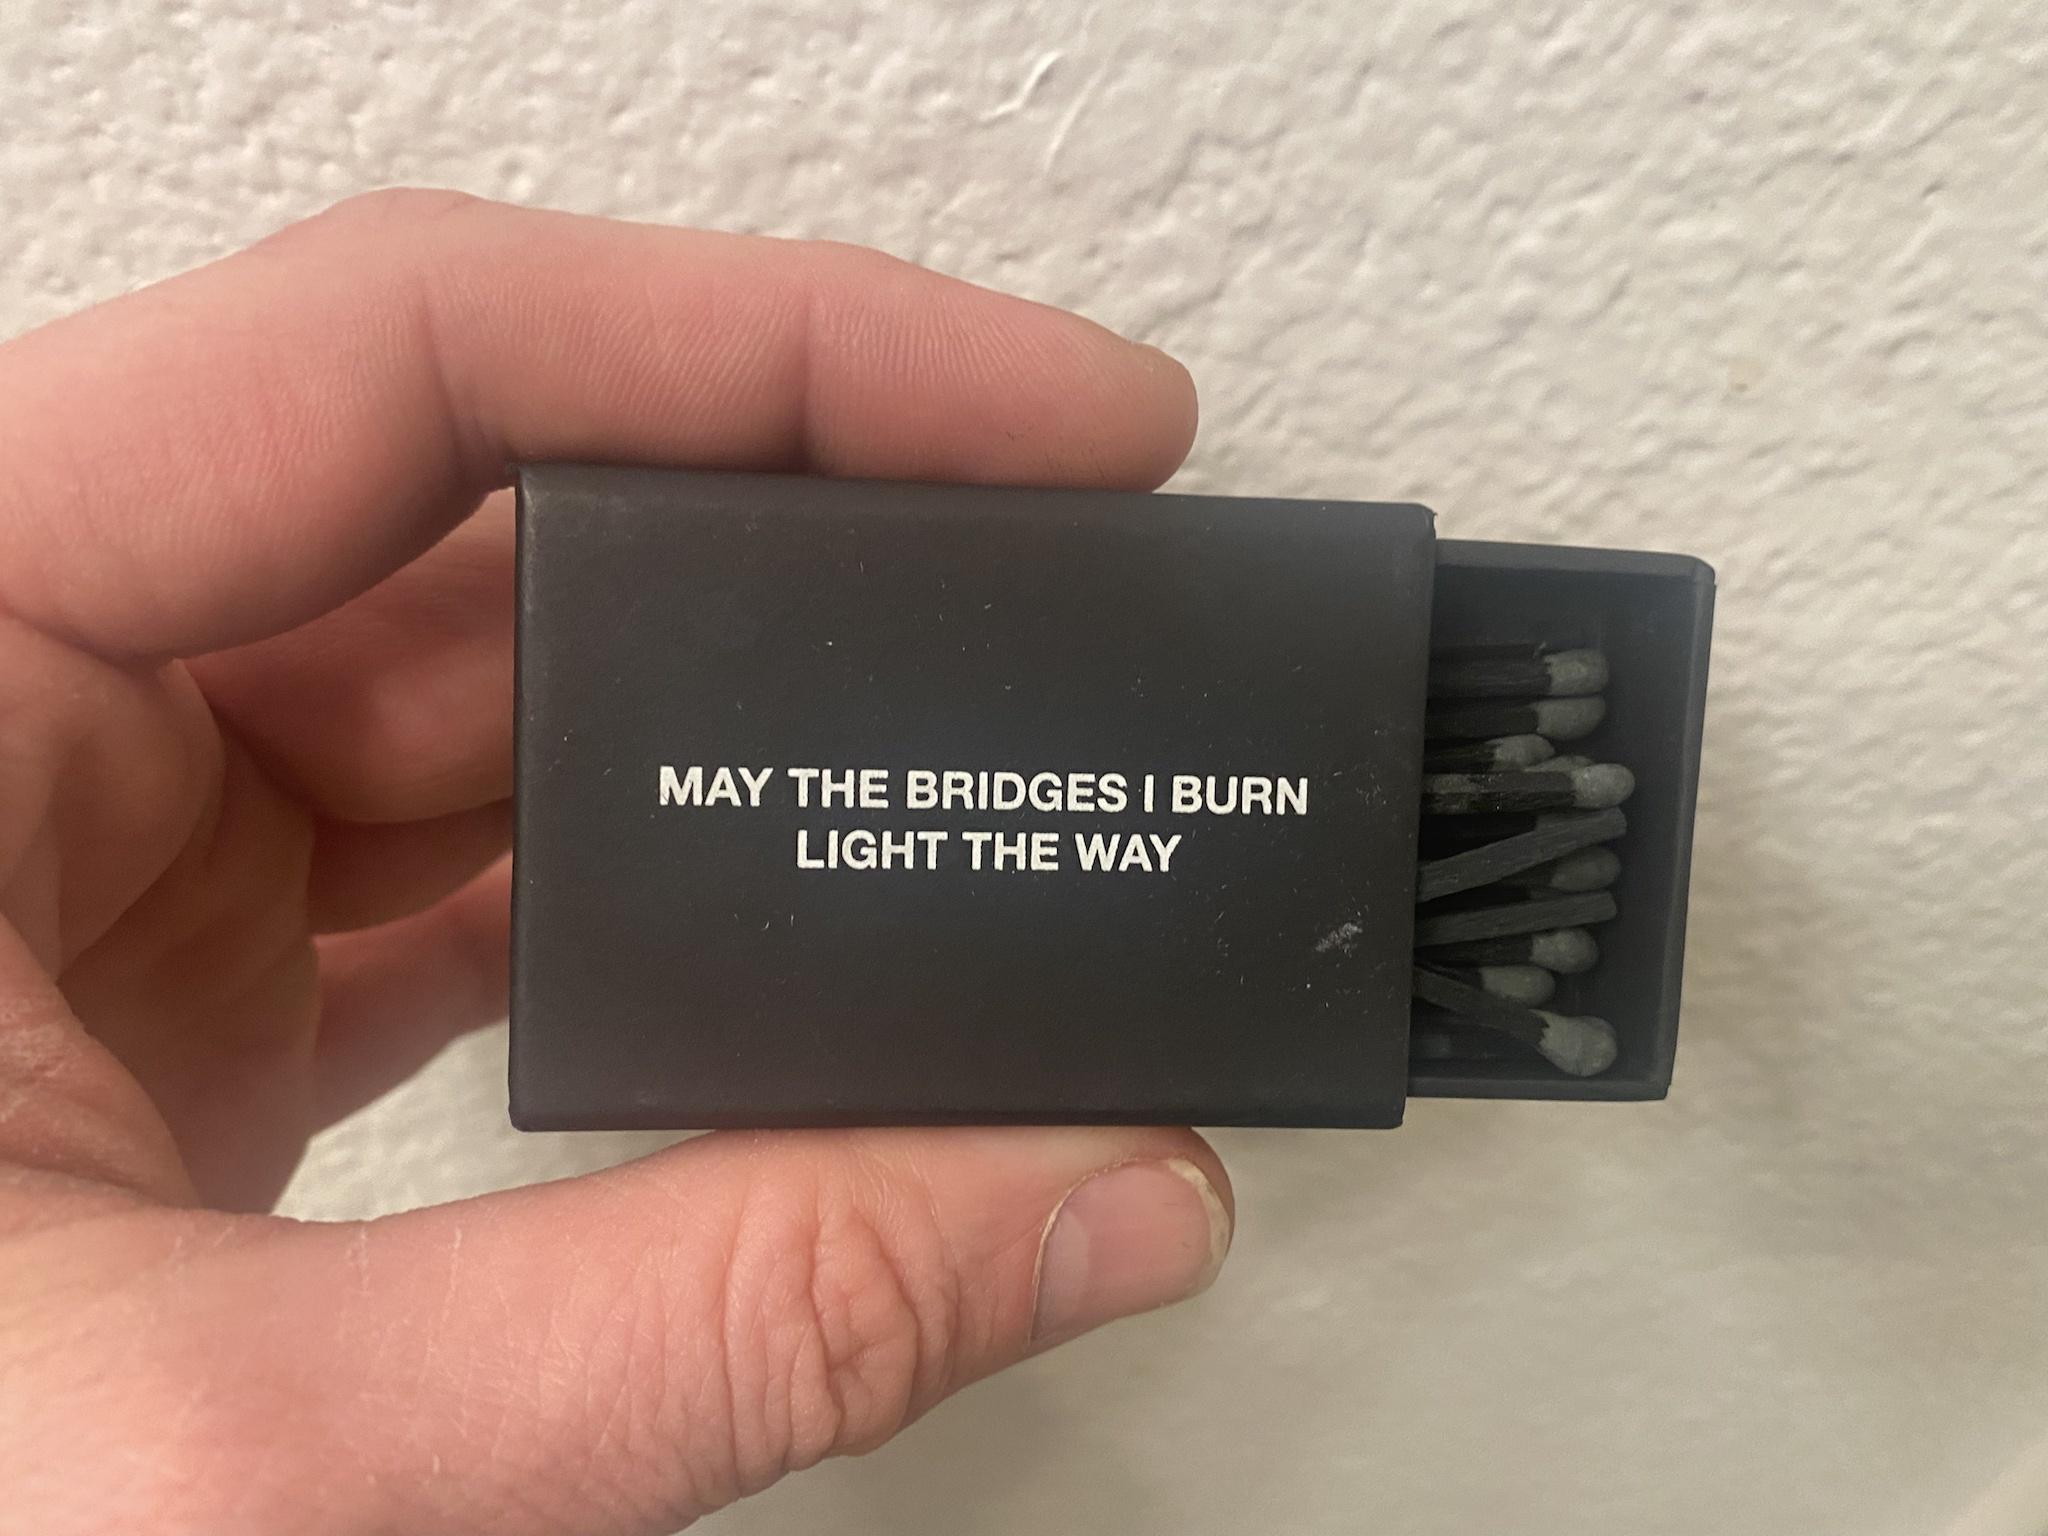 MAY THE BRIDGES I BURN
LIGHT THE WAY